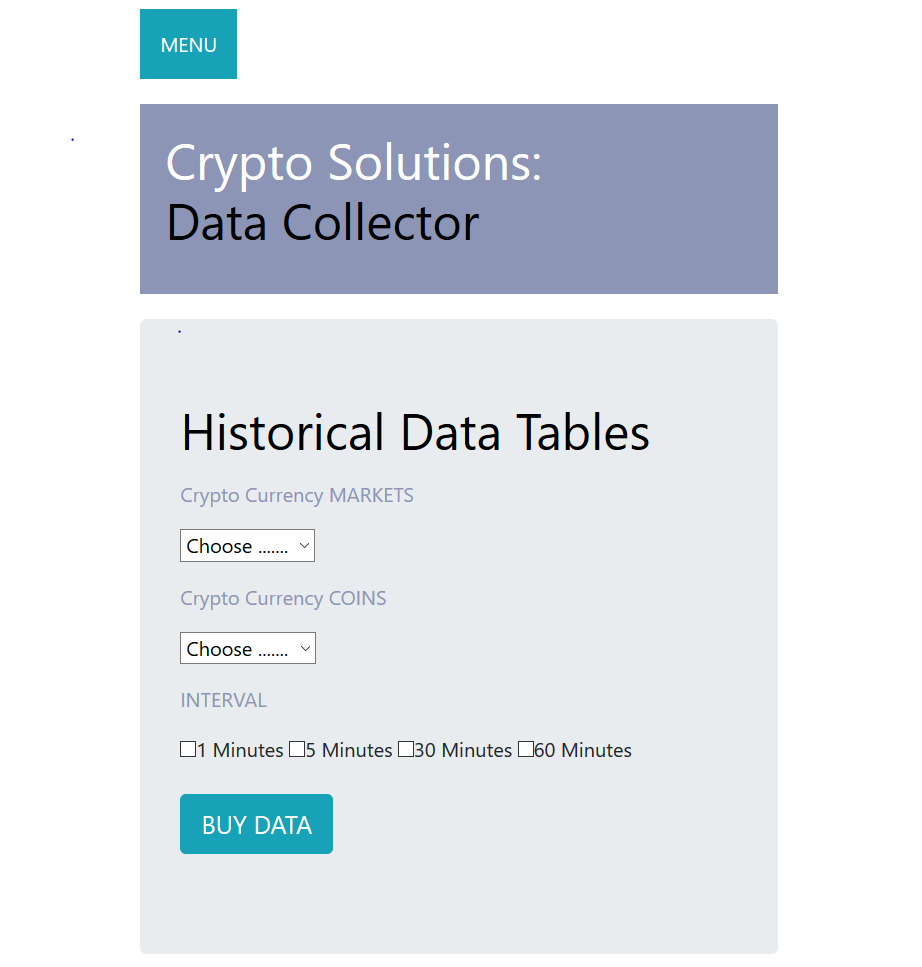 MENU
Crypto Solutions:
Data Collector
Historical Data Tables
Crypto Currency MARKETS
Choose .......
Crypto Currency COINS
Choose .......
INTERVAL
1 Minutes 5 Minutes 30 Minutes 60 Minutes
BUY DATA